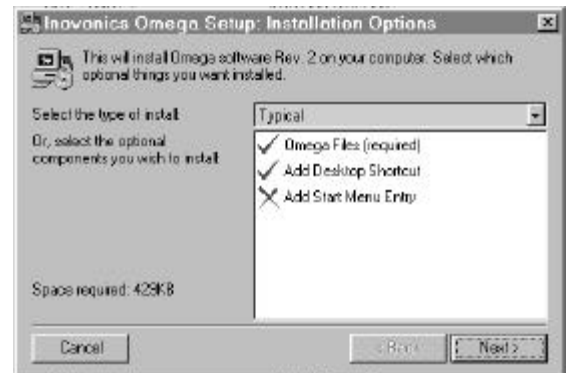 Inovonics Omega Setup: Installation Options
This will install Omega software Rev. 2 on your computer. Select which
optional things you want installed.
Select the type of install:
Typical
Or, select the optional
components you wish to install:
Omega Files (required)
Add Desktop Shortcut
Add Start Menu Entry
Space required: 429KB
Cancel
< Back
Next >